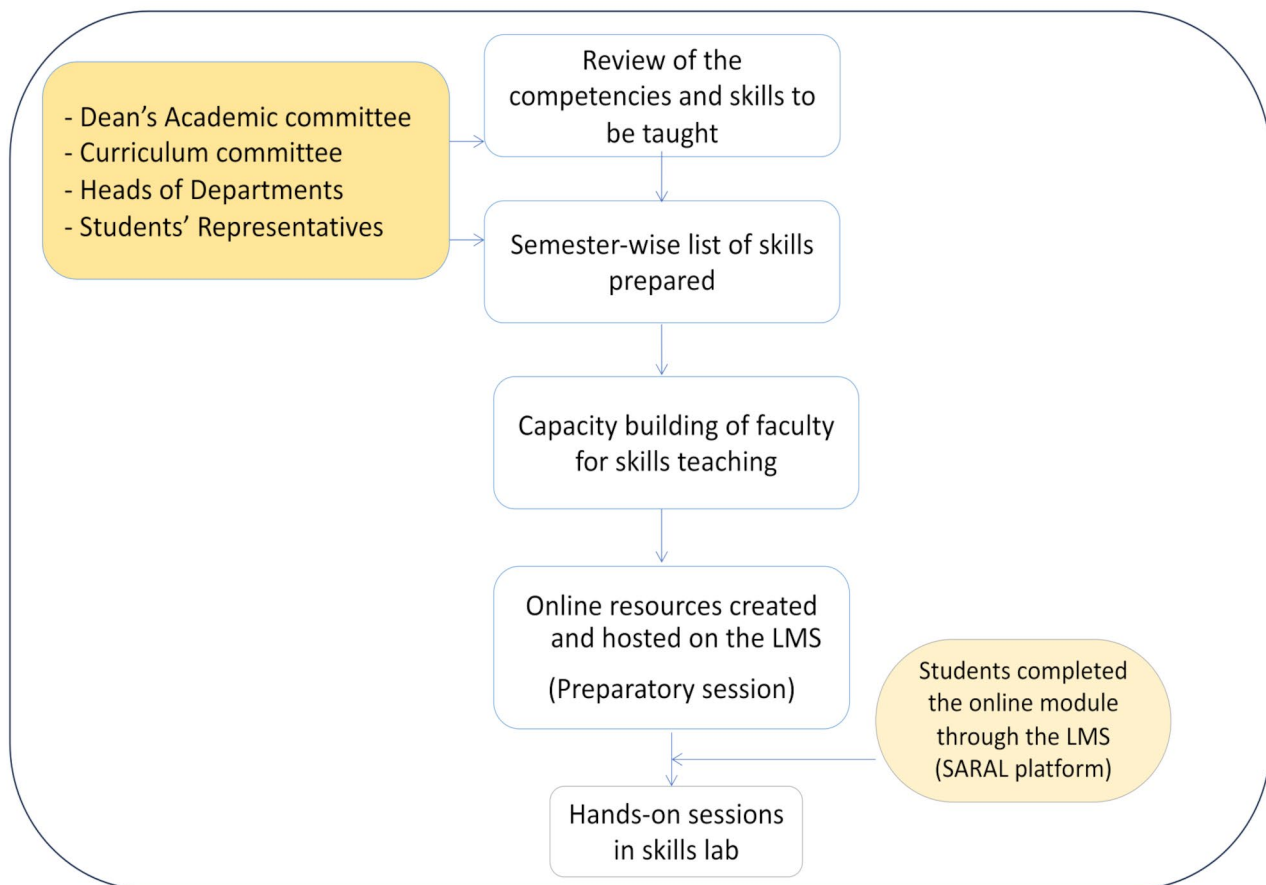 Review of the
competencies and skills to
be taught
- Dean’s Academic committee
- Curriculum committee
- Heads of Departments
- Students’ Representatives
Semester-wise list of skills
prepared
Capacity building of faculty
for skills teaching
Online resources created
and hosted on the LMS
(Preparatory session)
Students completed
the online module
through the LMS
(SARAL platform)
Hands-on sessions
in skills lab